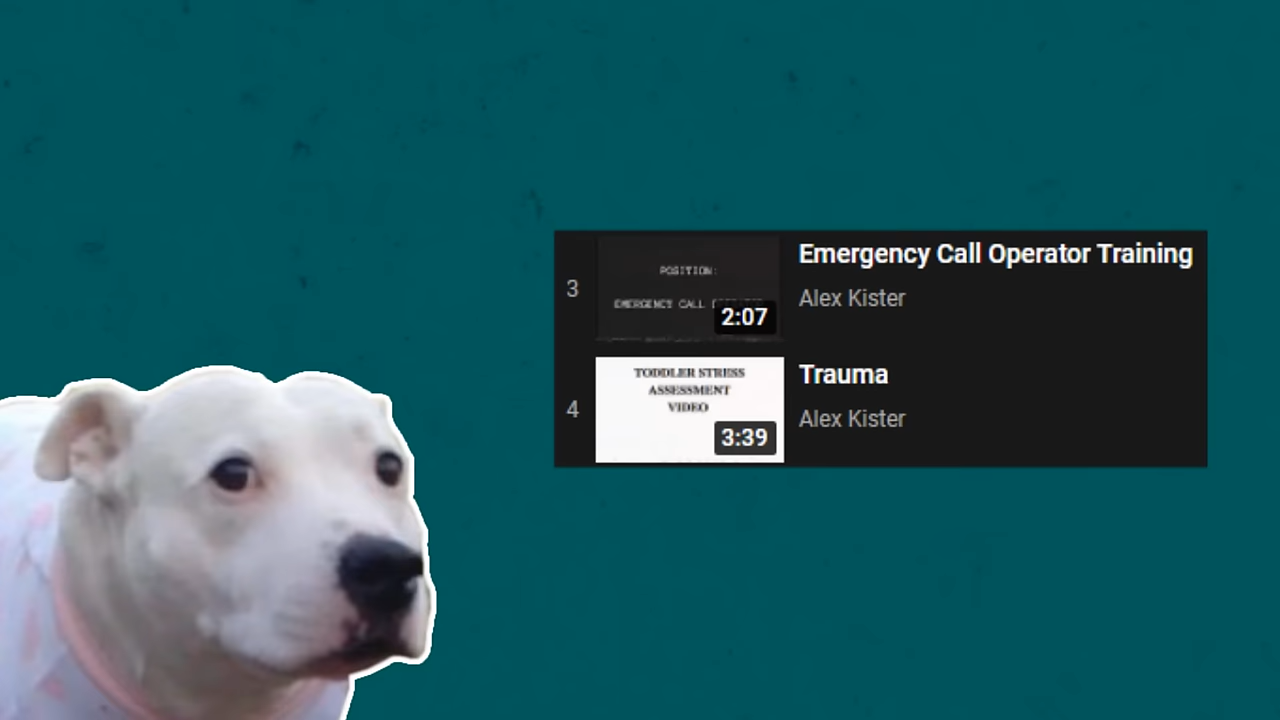 3
POSITION:
EMERGENCY CALL
2:07
Emergency Call Operator Training
Alex Kister
4
TODDLER STRESS
ASSESSMENT
VIDEO
3:39
Trauma
Alex Kister